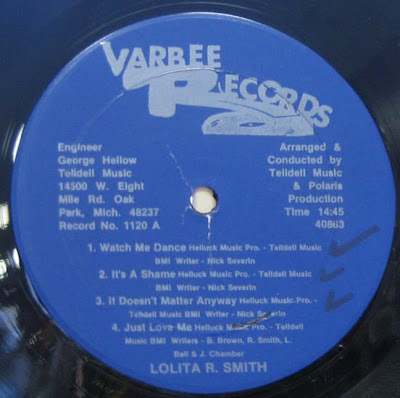 VARBEE
RECORDS
Engineer
George Hellow
Telldell Music
14500 W. Eight
Mile Rd. Oak
Park, Mich. 48237
Record No. 1120 A
Arranged &
Conducted by
Telldell Music
& Polaris
Production
Time 14:45
408U3
1. Watch Me Dance Helluck Music Pro. - Telldell Music
BMI Writer - Nick Severin
2. It's A Shame Helluck Music Pro. - Telldell Music
BMI Writer - Nick Severin
3. It Doesn't Matter Anyway Helluck Music Pro. -
Telldell Music BMI Writer - Nick Severin
4. Just Love Me Helluck Music Pro. - Telldell
Music BMI Writers - B. Brown, R. Smith, L.
Ball & J. Chamber
LOLITA R. SMITH